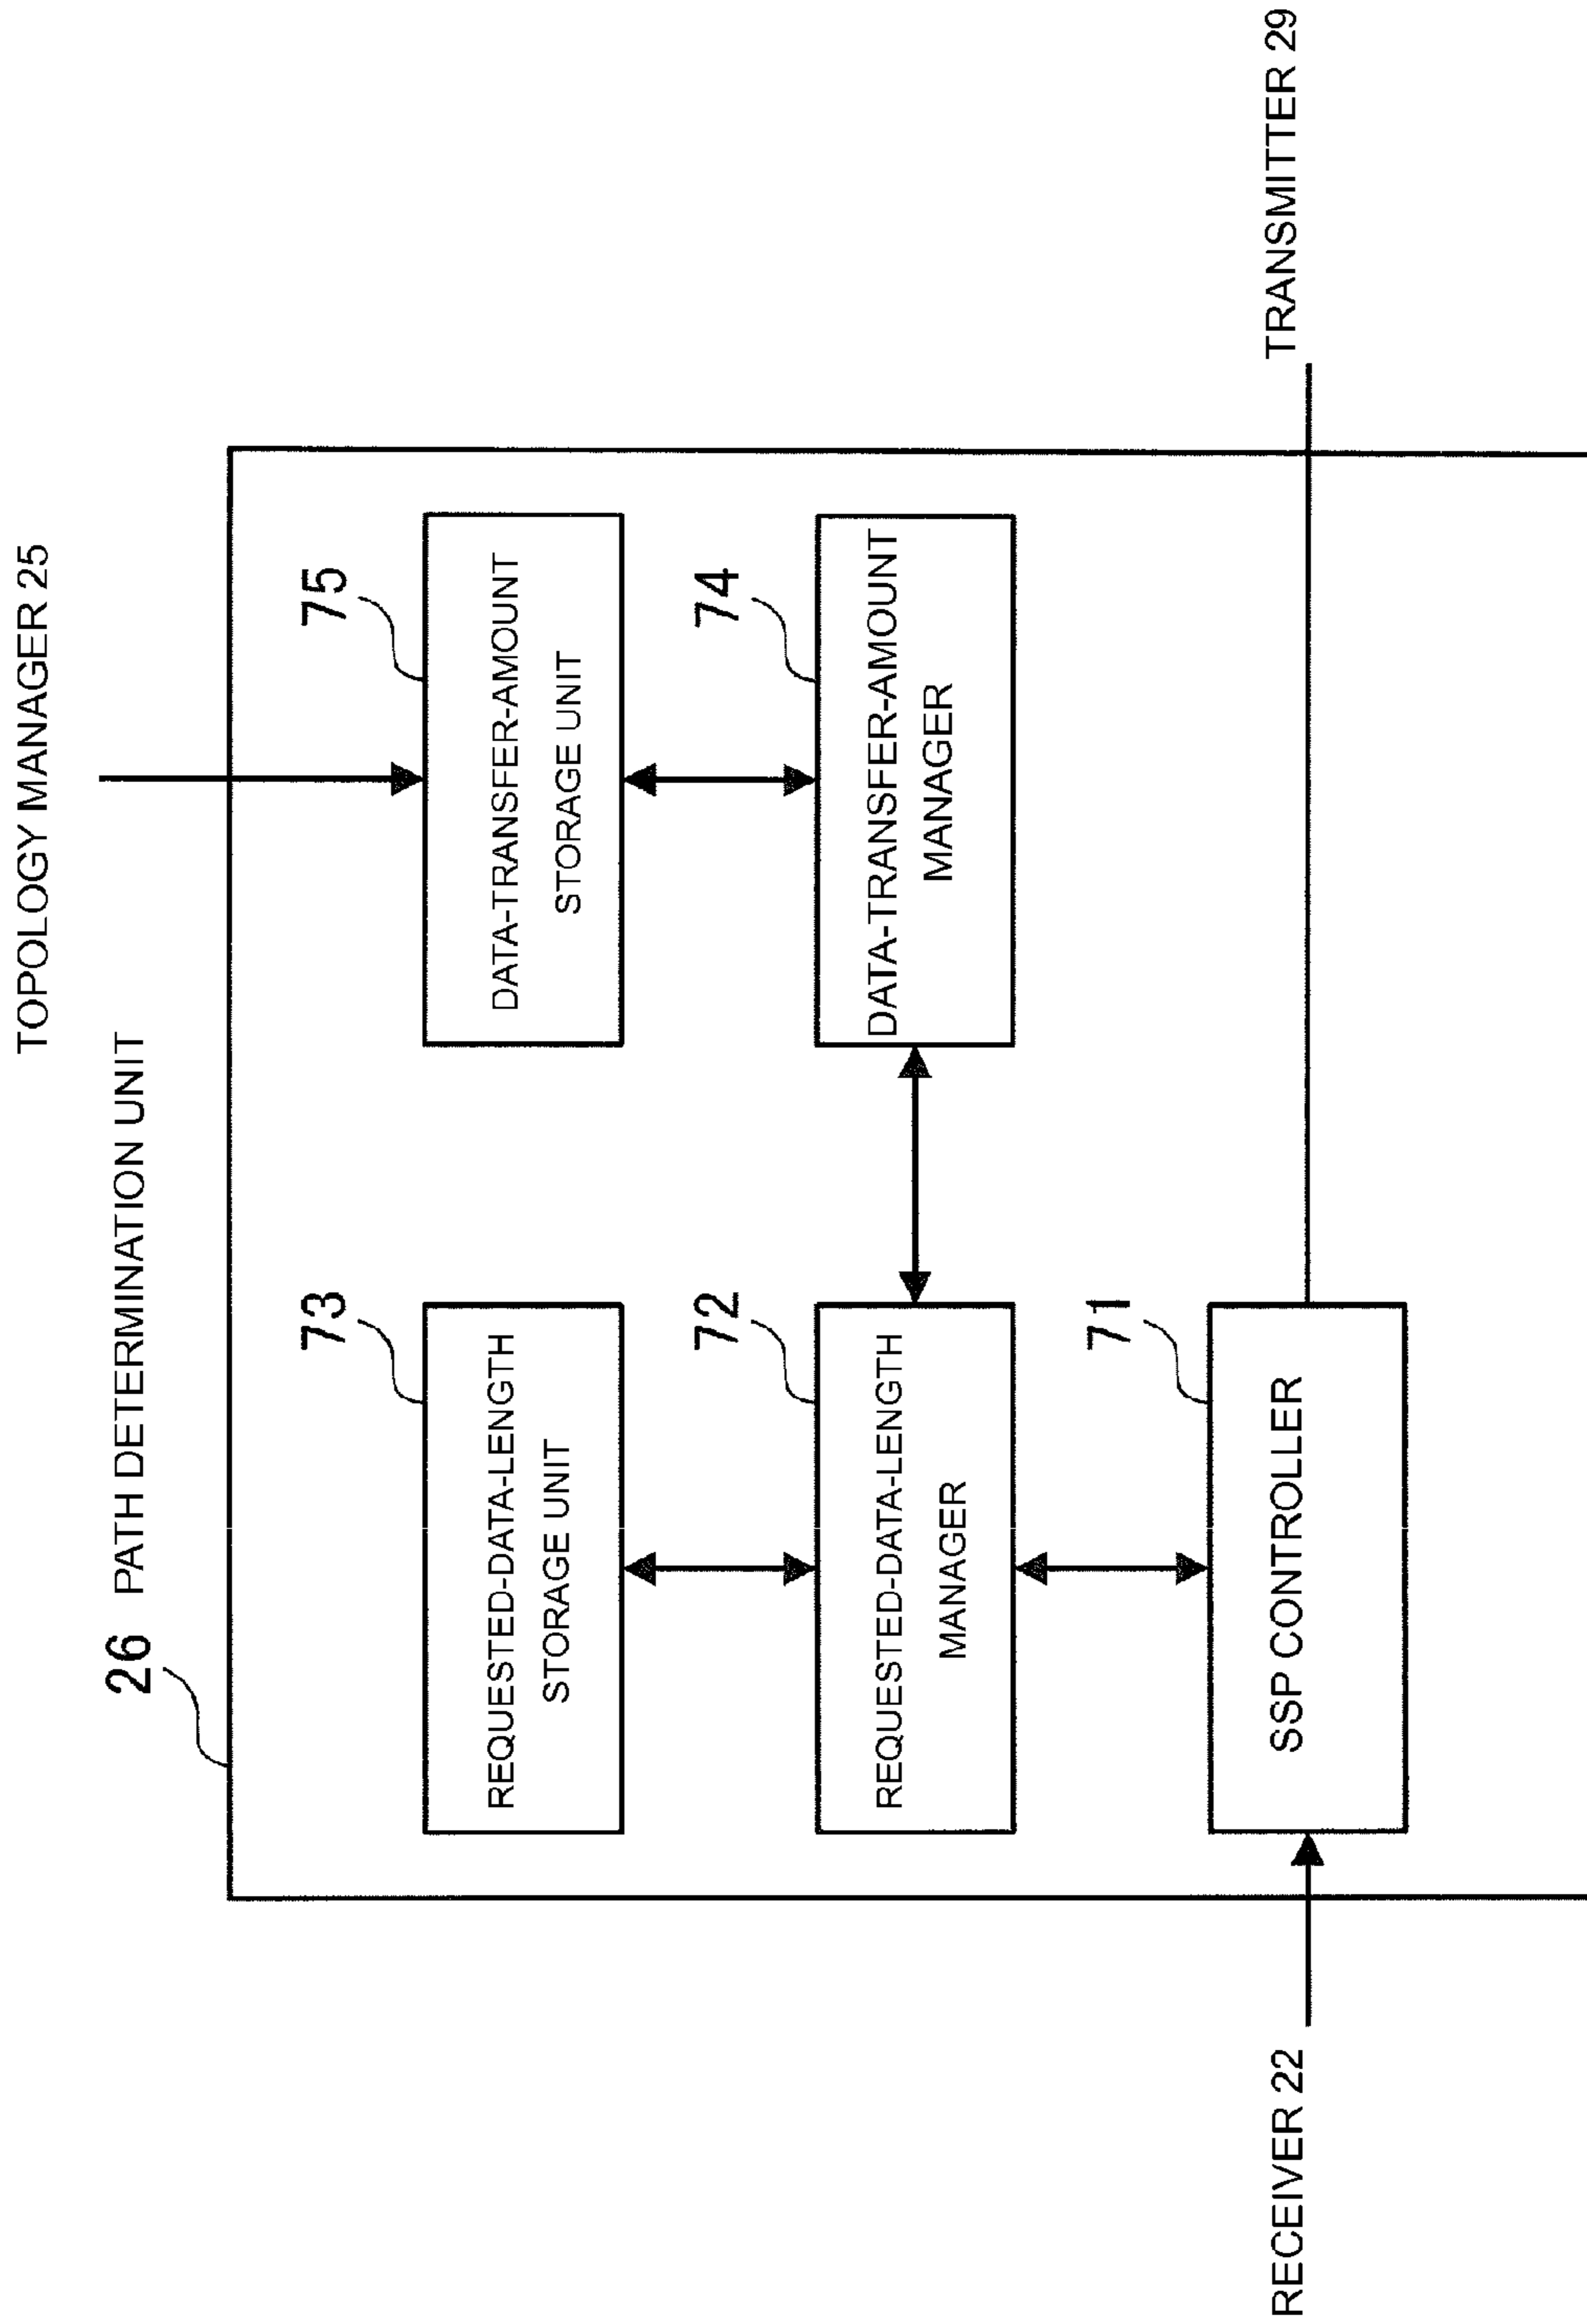 TOPOLOGY MANAGER 25
26 PATH DETERMINATION UNIT
73
REQUESTED-DATA-LENGTH
STORAGE UNIT
75
DATA-TRANSFER-AMOUNT
STORAGE UNIT
72
REQUESTED-DATA-LENGTH
MANAGER
74
DATA-TRANSFER-AMOUNT
MANAGER
71
SSP CONTROLLER
RECEIVER 22
TRANSMITTER 29